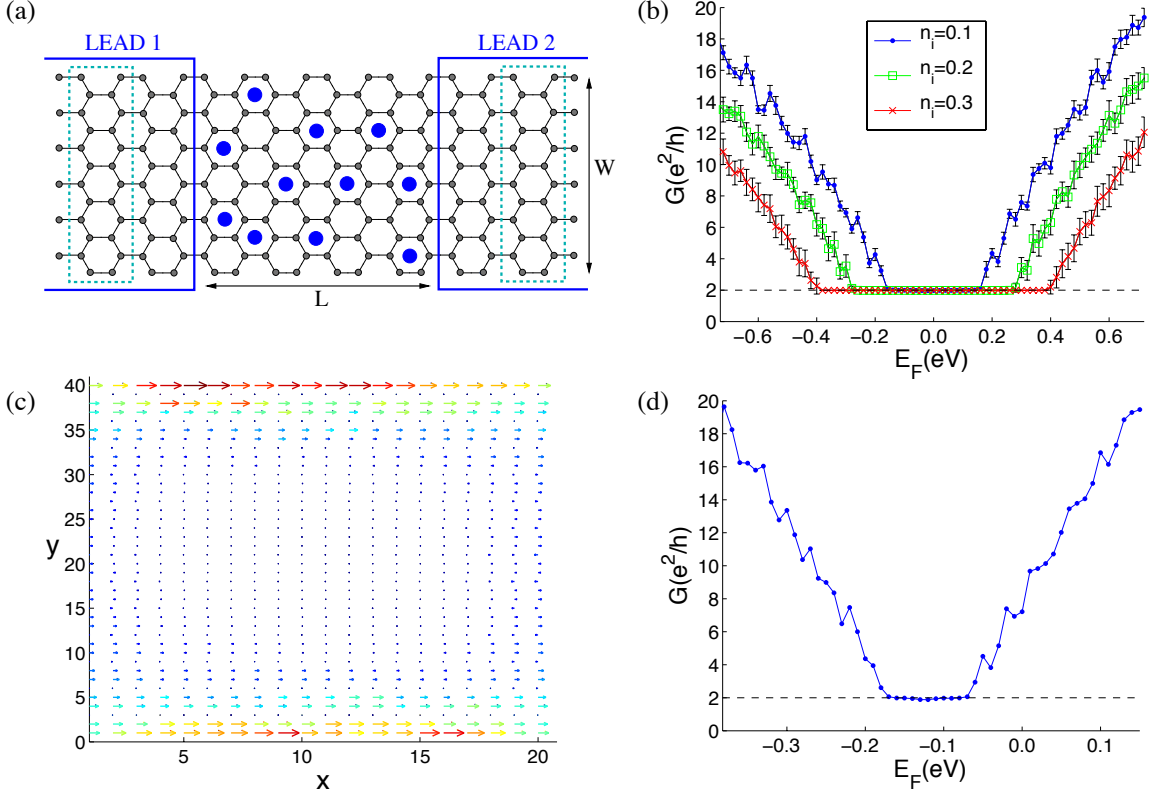 (a)
LEAD 1
LEAD 2
W
L
(b)
n_i=0.1
n_i=0.2
n_i=0.3
G(e^2/h)
20
18
16
14
12
10
8
6
4
2
0
−0.6 −0.4 −0.2 0.0 0.2 0.4 0.6
E_F(eV)
(c)
y
40
35
30
25
20
15
10
5
0
5 10 15 20
x
(d)
G(e^2/h)
20
18
16
14
12
10
8
6
4
2
0
−0.3 −0.2 −0.1 0.0 0.1
E_F(eV)